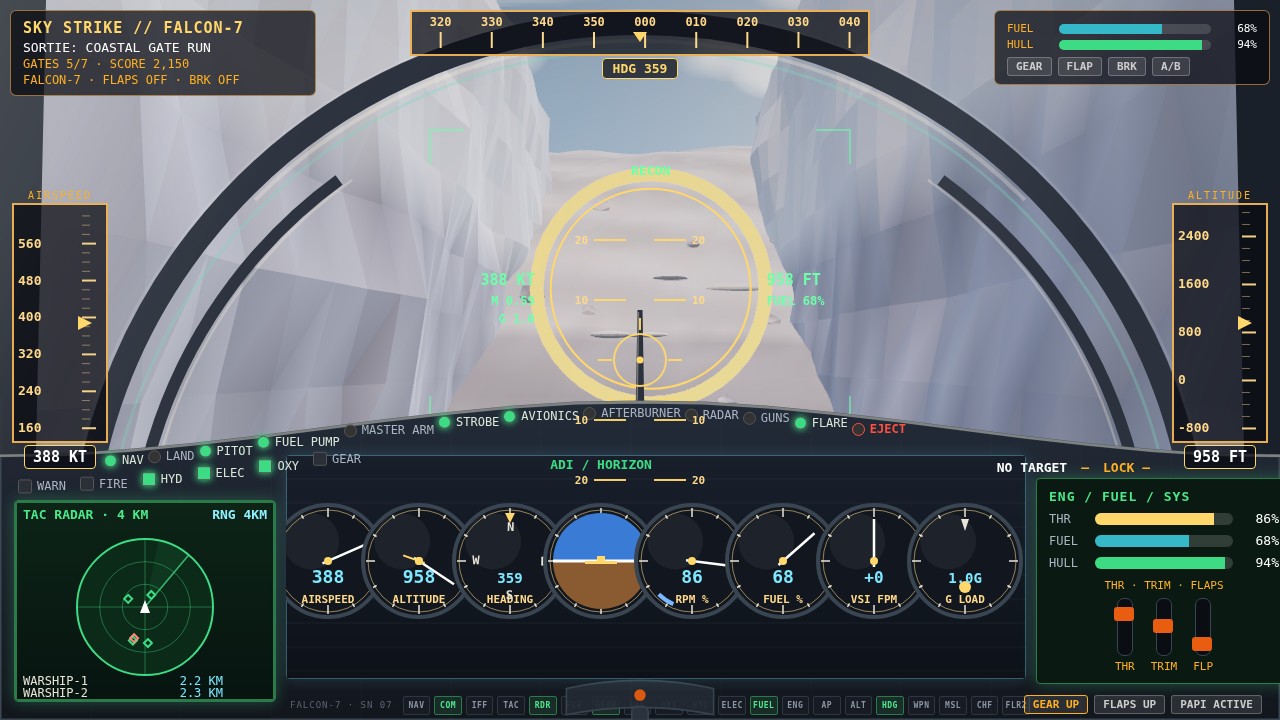 SKY STRIKE // FALCON-7
SORTIE: COASTAL GATE RUN
GATES 5/7 · SCORE 2,150
FALCON-7 · FLAPS OFF · BRK OFF
320 330 340 350 000 010 020 030 040
HDG 359
FUEL 68%
HULL 94%
GEAR FLAP BRK A/B
AIRSPEED
560
480
400
320
240
160
388 KT
ALTITUDE
2400
1600
800
0
-800
958 FT
RECON
20 20
388 KT 958 FT
FUEL 68%
10 10
10 10
20 20
MASTER ARM STROBE AVIONICS AFTERBURNER RADAR GUNS FLARE EJECT
NAV LAND PITOT FUEL PUMP
WARN FIRE HYD ELEC OXY GEAR
ADI / HORIZON
NO TARGET — LOCK —
TAC RADAR · 4 KM RNG 4KM
WARSHIP-1 2.2 KM
WARSHIP-2 2.3 KM
388 AIRSPEED
958 ALTITUDE
N W S 359 HEADING
86 RPM %
68 FUEL %
+0 VSI FPM
1.0G G LOAD
ENG / FUEL / SYS
THR 86%
FUEL 68%
HULL 94%
THR · TRIM · FLAPS
THR TRIM FLP
FALCON-7 · SN 07
NAV COM IFF TAC RDR ELEC FUEL ENG AP ALT HDG WPN MSL CHF
GEAR UP FLAPS UP PAPI ACTIVE